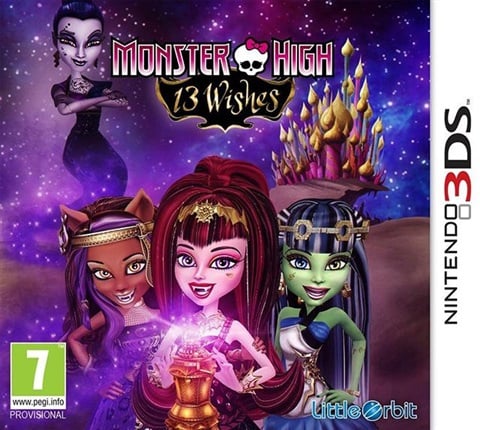 MONSTER HIGH
13 Wishes
NINTENDO 3DS
7
www.pegi.info
PROVISIONAL
Little Orbit